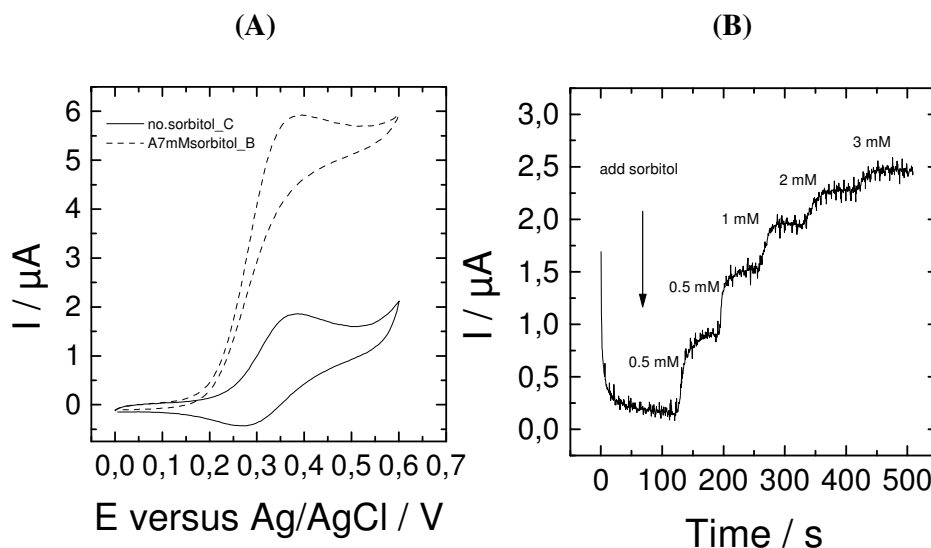 (A)
6
5
4
3
2
1
0
I / µA
no.sorbitol_C
A7mMsorbitol_B
0,0 0,1 0,2 0,3 0,4 0,5 0,6 0,7
E versus Ag/AgCl / V
(B)
3,0
2,5
2,0
1,5
1,0
0,5
0,0
I / µA
add sorbitol
0.5 mM
0.5 mM
1 mM
2 mM
3 mM
0 100 200 300 400 500
Time / s